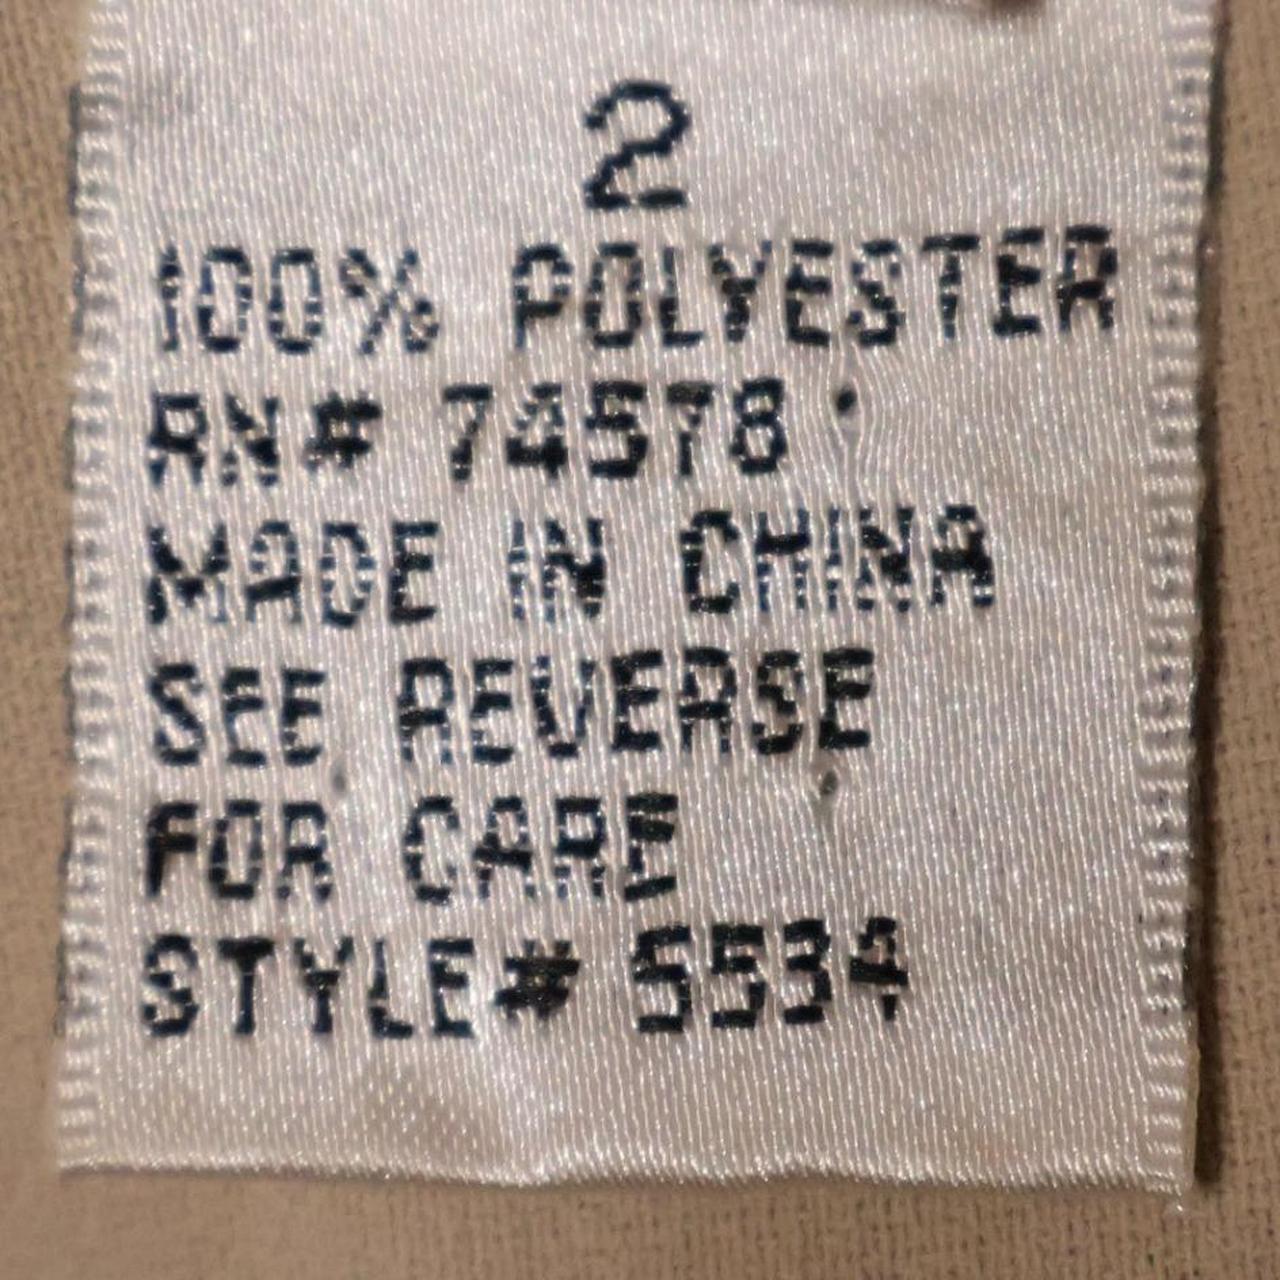 2
100% POLYESTER
RN# 74578
MADE IN CHINA
SEE REVERSE
FOR CARE
STYLE# 5534